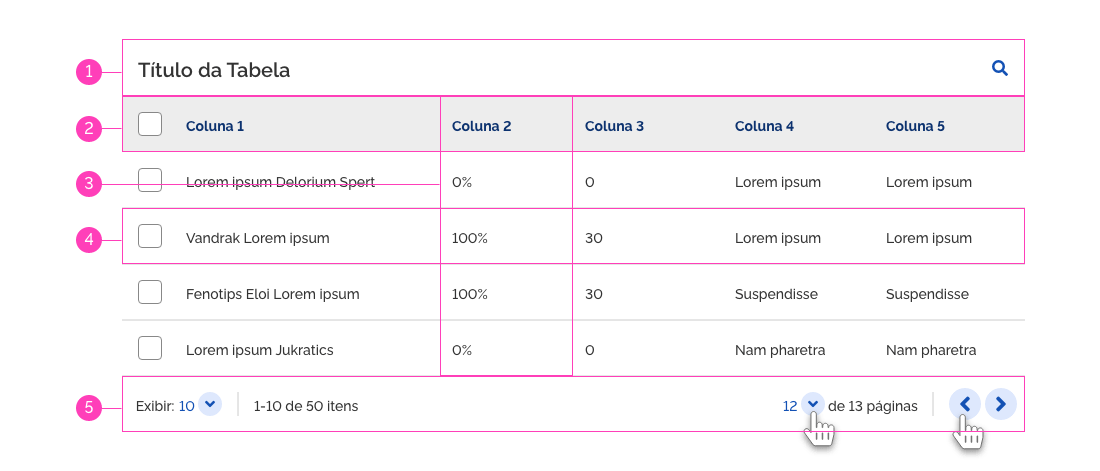 1 Título da Tabela
2 Coluna 1 Coluna 2 Coluna 3 Coluna 4 Coluna 5
3 Lorem ipsum Delorium Spert 0% 0 Lorem ipsum Lorem ipsum
4 Vandrak Lorem ipsum 100% 30 Lorem ipsum Lorem ipsum
Fenotips Eloi Lorem ipsum 100% 30 Suspendisse Suspendisse
Lorem ipsum Jukratics 0% 0 Nam pharetra Nam pharetra
5 Exibir: 10 1-10 de 50 itens 12 de 13 páginas